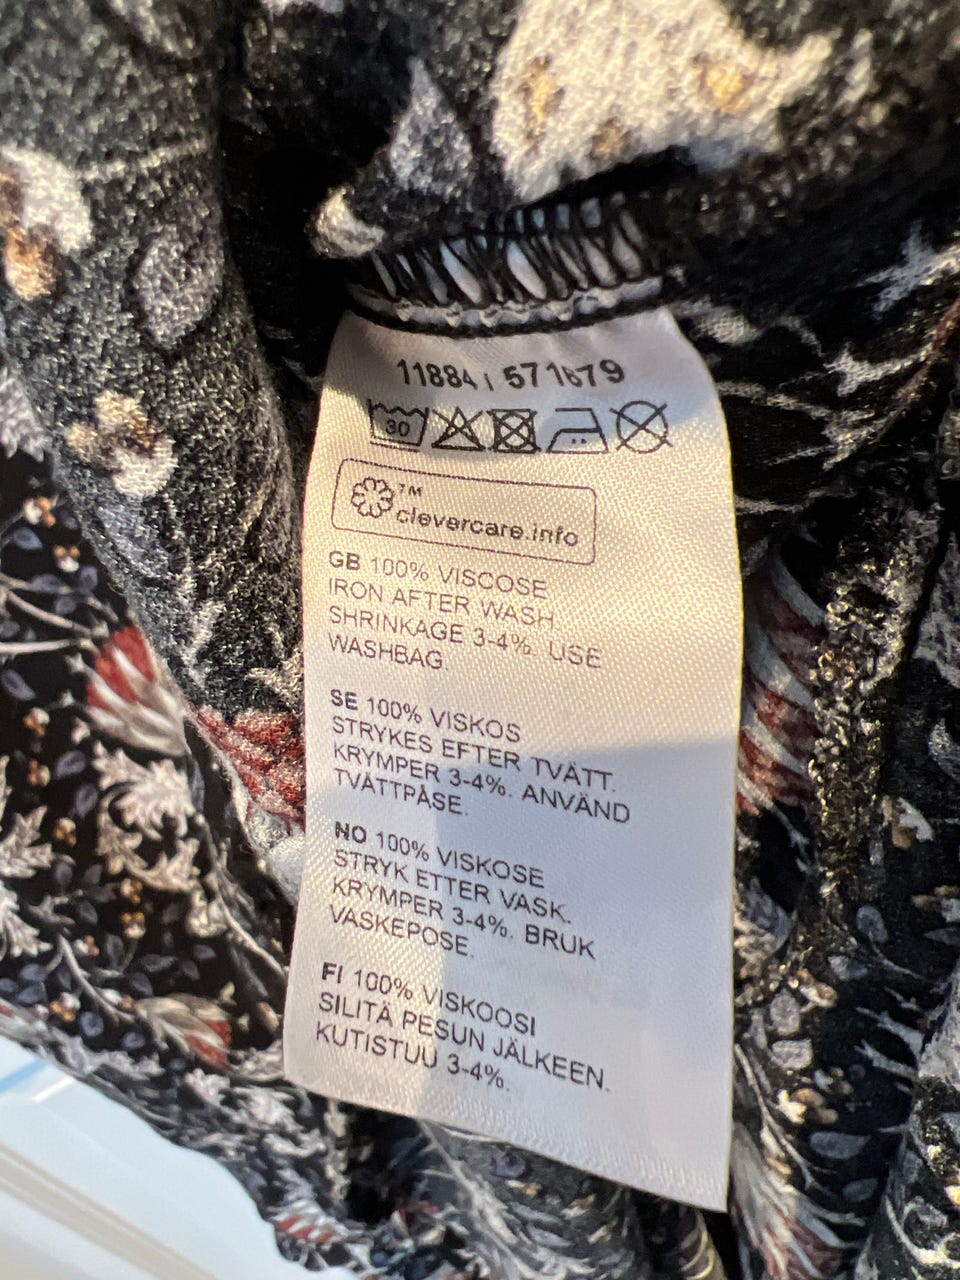 11884 / 571679
30
clevercare.info™
GB 100% VISCOSE
IRON AFTER WASH
SHRINKAGE 3-4%. USE
WASHBAG
SE 100% VISKOS
STRYKES EFTER TVÄTT.
KRYMPER 3-4%. ANVÄND
TVÄTTPÅSE.
NO 100% VISKOSE
STRYK ETTER VASK.
KRYMPER 3-4%. BRUK
VASKEPOSE.
FI 100% VISKOOSI
SILITÄ PESUN JÄLKEEN.
KUTISTUU 3-4%.